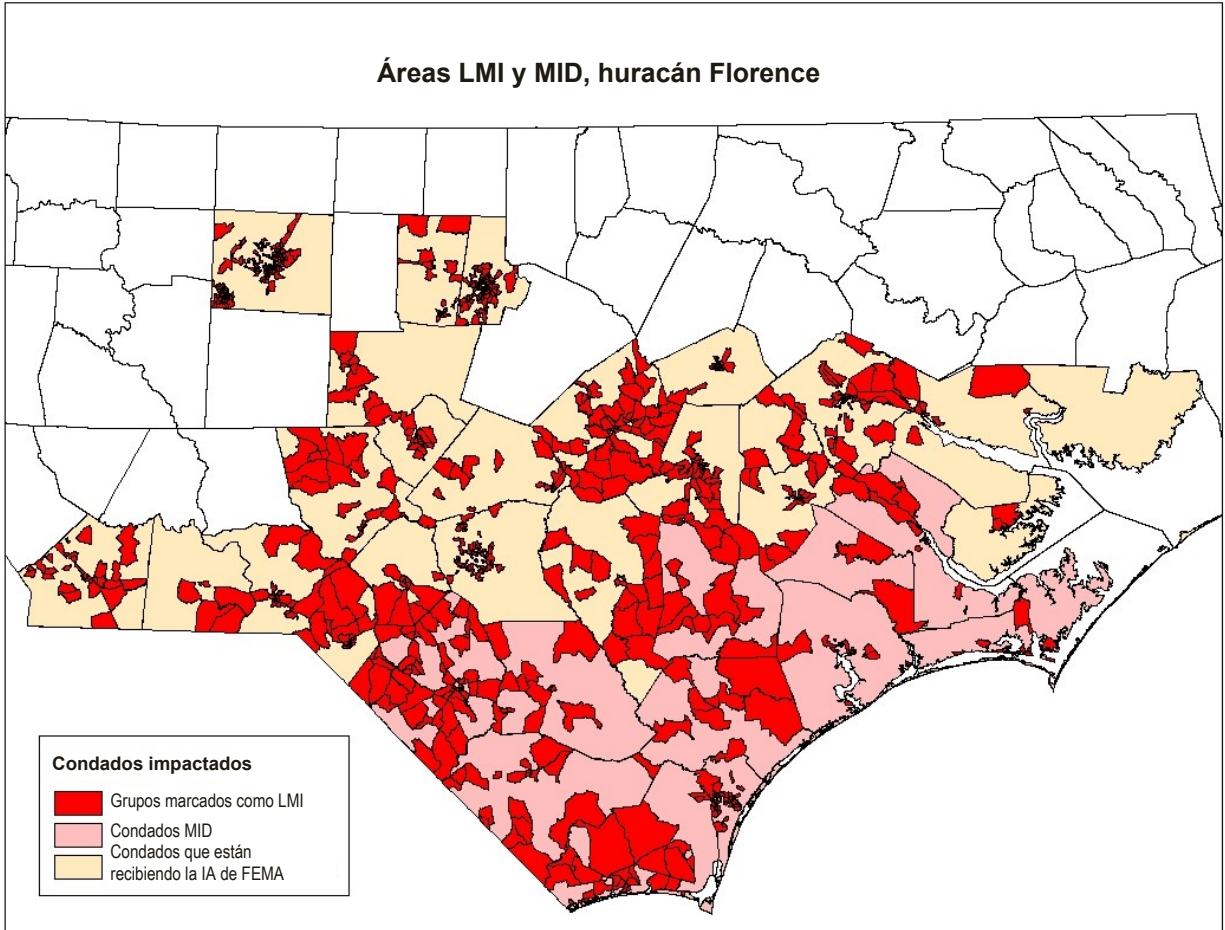 Áreas LMI y MID, huracán Florence
Condados impactados
Grupos marcados como LMI
Condados MID
Condados que están
recibiendo la IA de FEMA